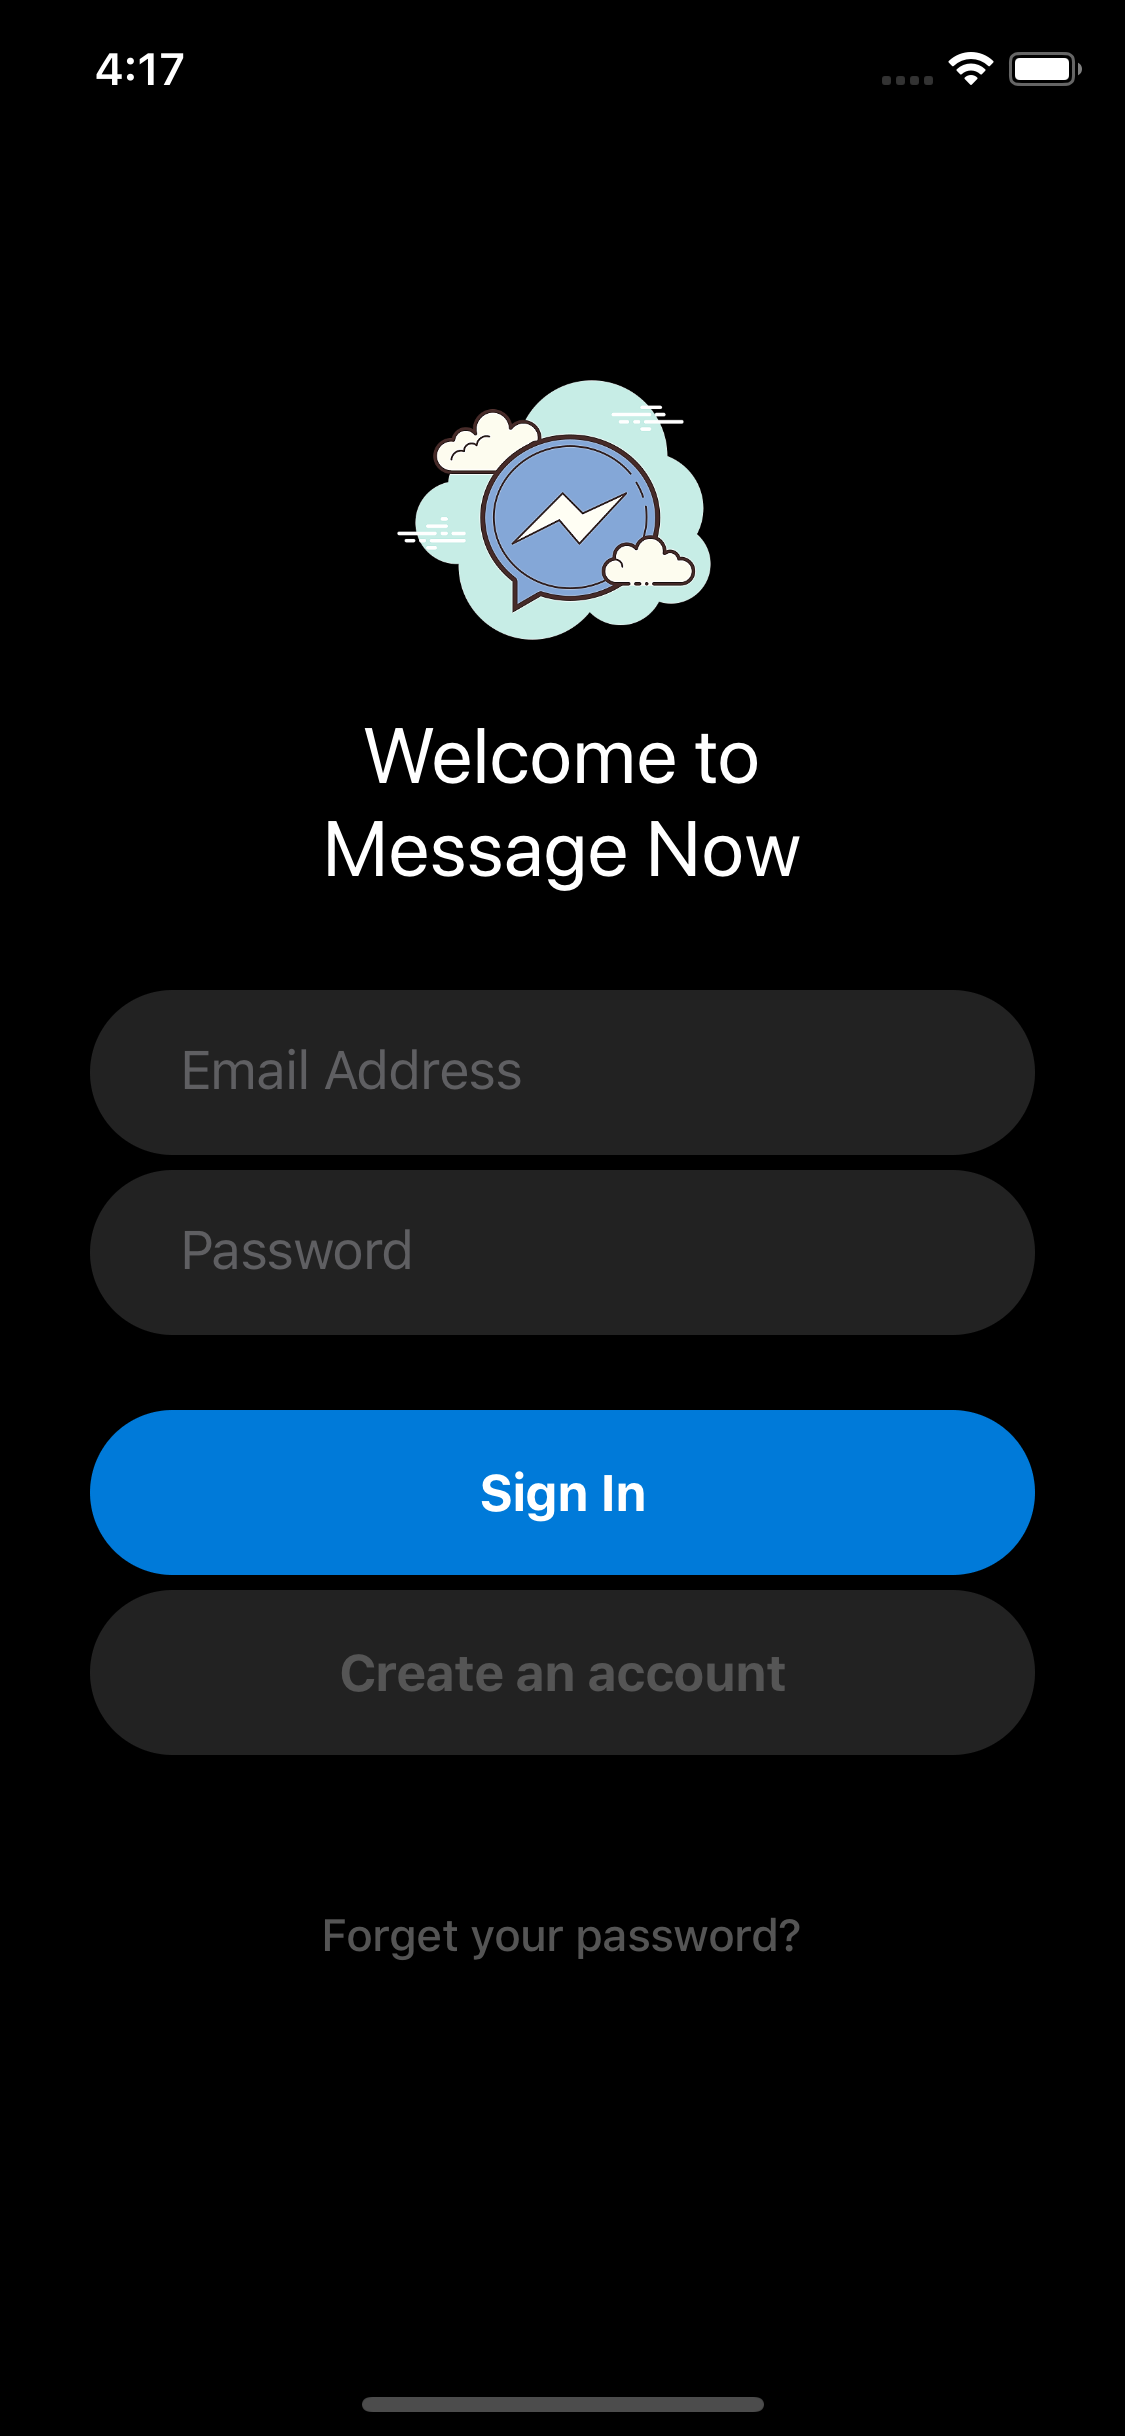 4:17
Welcome to
Message Now
Email Address
Password
Sign In
Create an account
Forget your password?